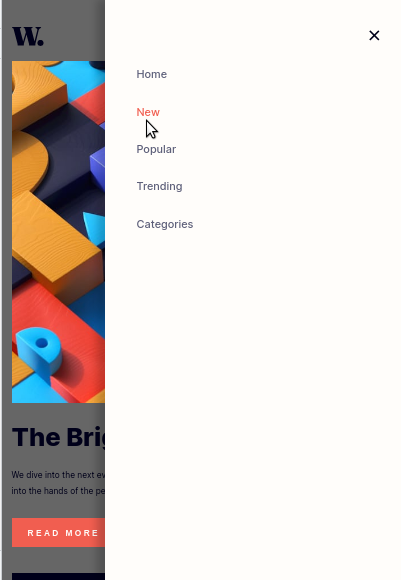 W.
Home
New
Popular
Trending
Categories
The Brig
We dive into the next ev
into the hands of the pe
READ MORE